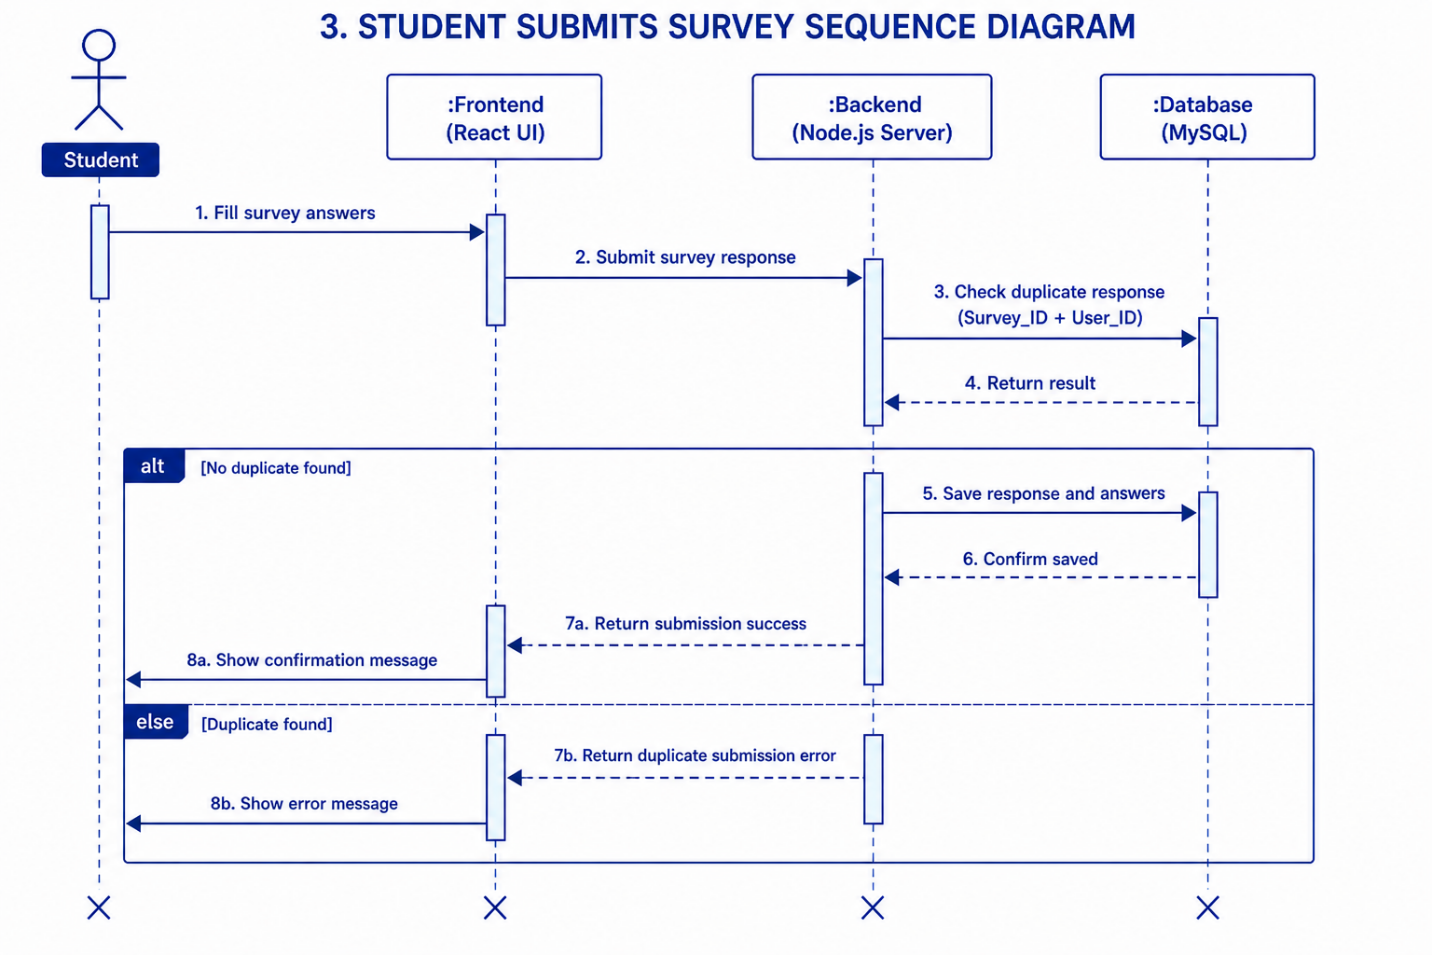 3. STUDENT SUBMITS SURVEY SEQUENCE DIAGRAM
Student
:Frontend
(React UI)
:Backend
(Node.js Server)
:Database
(MySQL)
1. Fill survey answers
2. Submit survey response
3. Check duplicate response
(Survey_ID + User_ID)
4. Return result
alt
[No duplicate found]
5. Save response and answers
6. Confirm saved
7a. Return submission success
8a. Show confirmation message
else
[Duplicate found]
7b. Return duplicate submission error
8b. Show error message